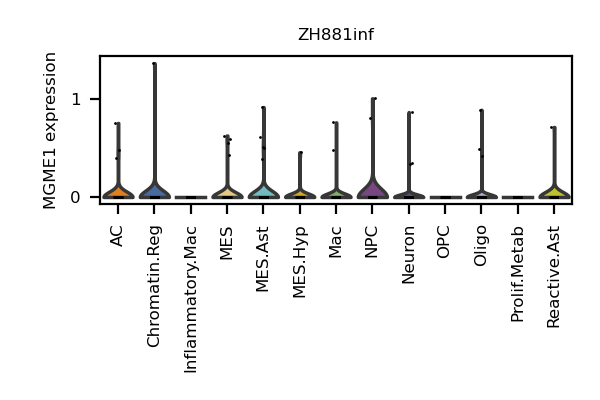 ZH881inf
MGME1 expression
1
0
AC
Chromatin.Reg
Inflammatory.Mac
MES
MES.Ast
MES.Hyp
Mac
NPC
Neuron
OPC
Oligo
Prolif.Metab
Reactive.Ast